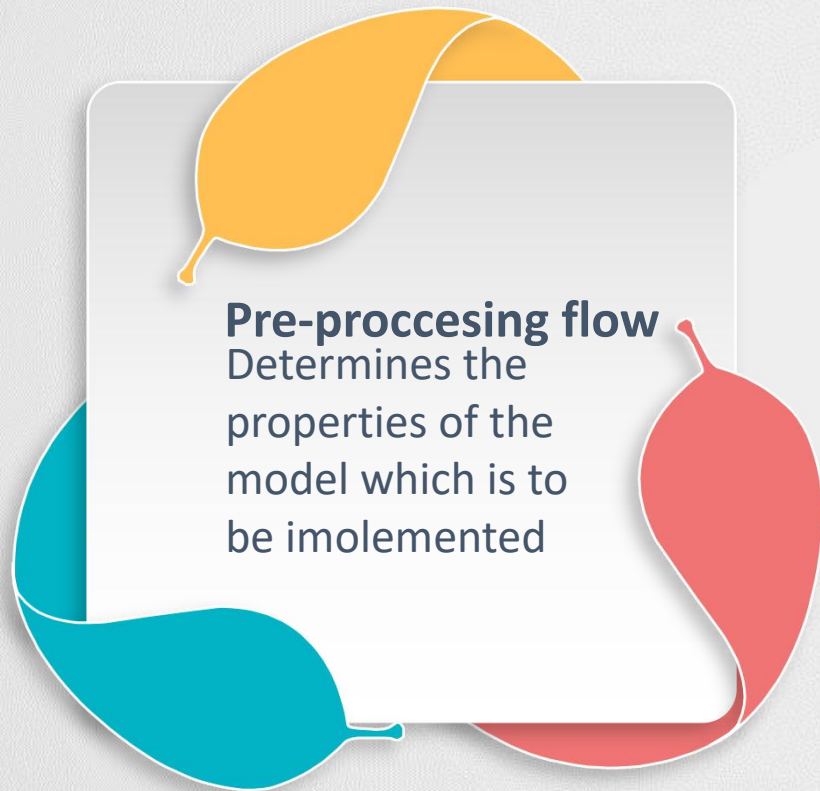 Pre-proccesing flow
Determines the
properties of the
model which is to
be imolemented